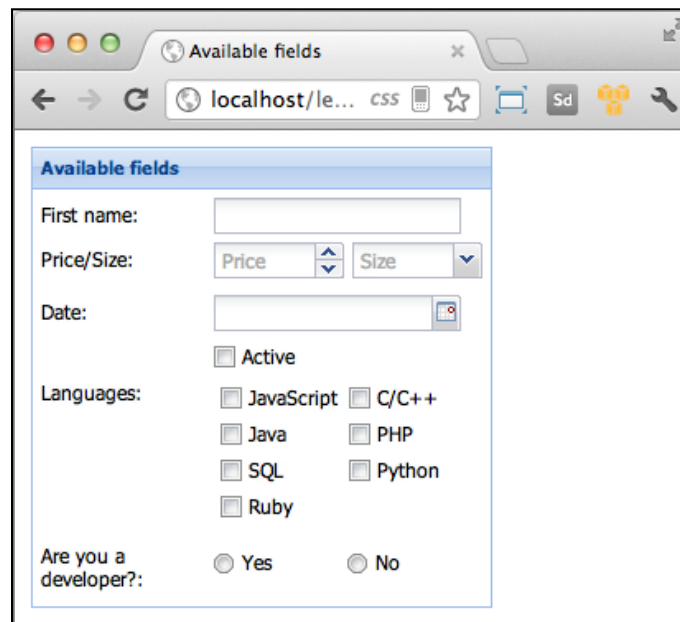 Available fields
localhost/le... css
Sd
Available fields
First name:
Price/Size: Price Size
Date:
Active
Languages: JavaScript C/C++
Java PHP
SQL Python
Ruby
Are you a
developer?: Yes No